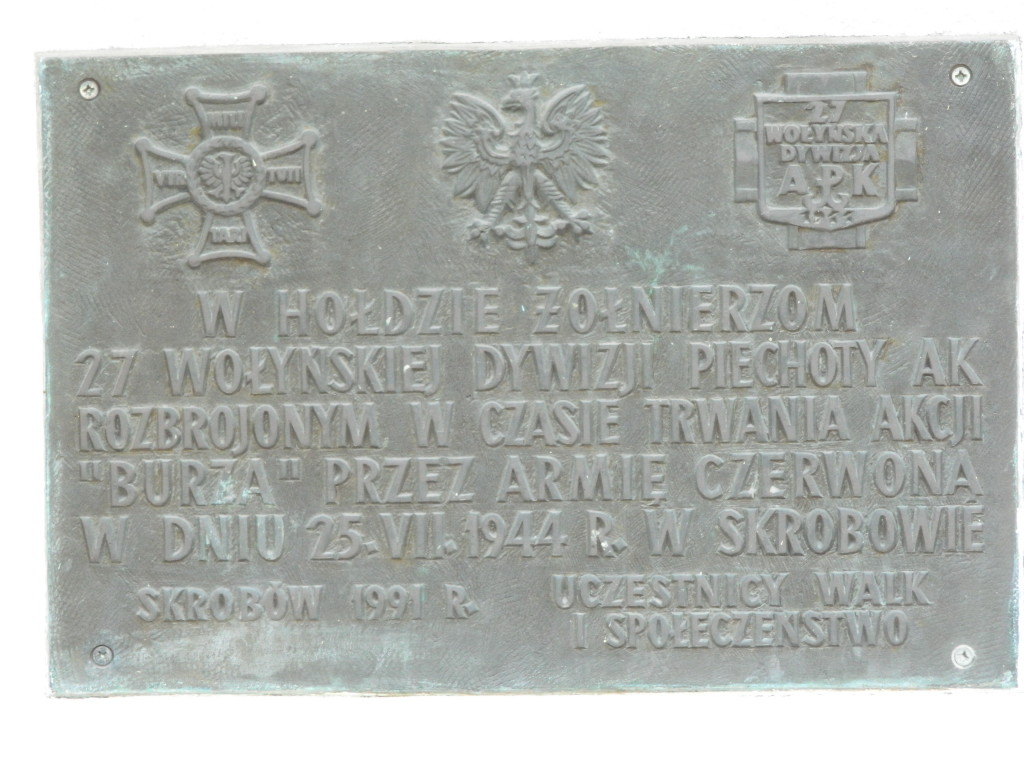 27
WOŁYŃSKA
DYWIZJA
A K
1944
W HOŁDZIE ŻOŁNIERZOM
27 WOŁYŃSKIEJ DYWIZJI PIECHOTY AK
ROZBROJONYM W CZASIE TRWANIA AKCJI
"BURZA" PRZEZ ARMIĘ CZERWONĄ
W DNIU 25.VII.1944 R. W SKROBOWIE
SKROBÓW 1991 R.
UCZESTNICY WALK
I SPOŁECZEŃSTWO